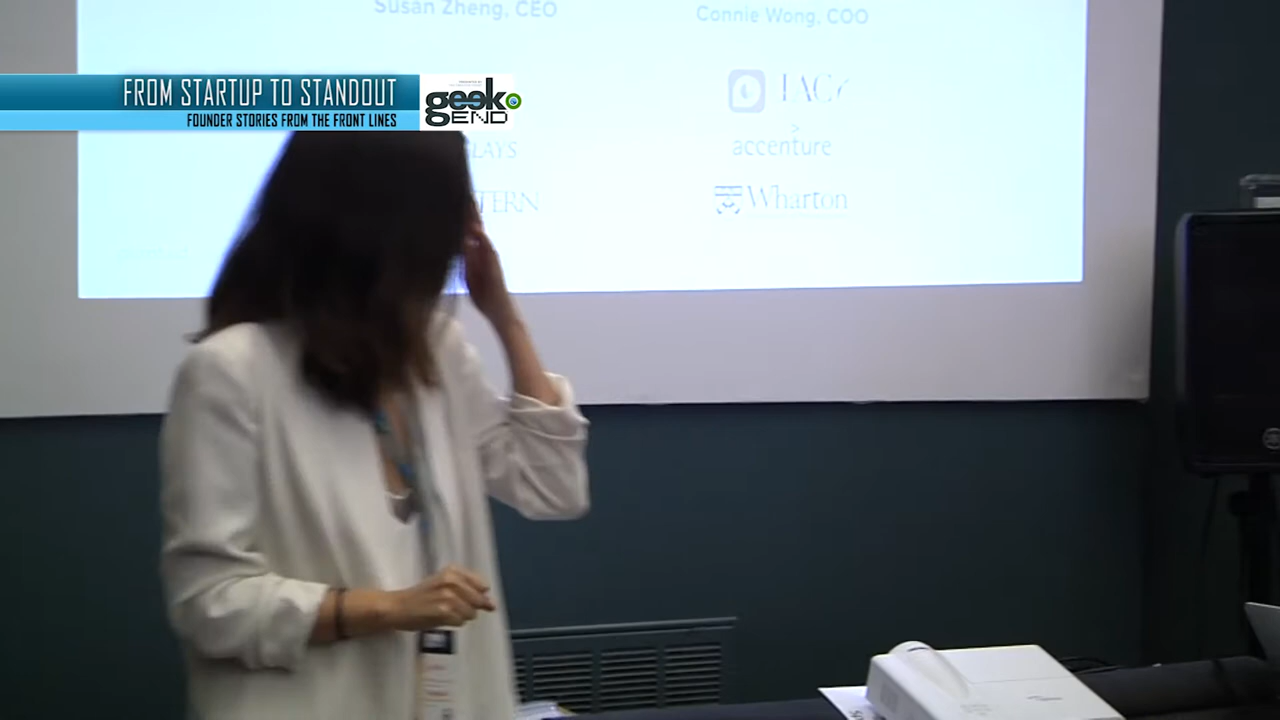 Susan Zheng, CEO
Connie Wong, COO
FROM STARTUP TO STANDOUT
FOUNDER STORIES FROM THE FRONT LINES
geekend
accenture
Wharton